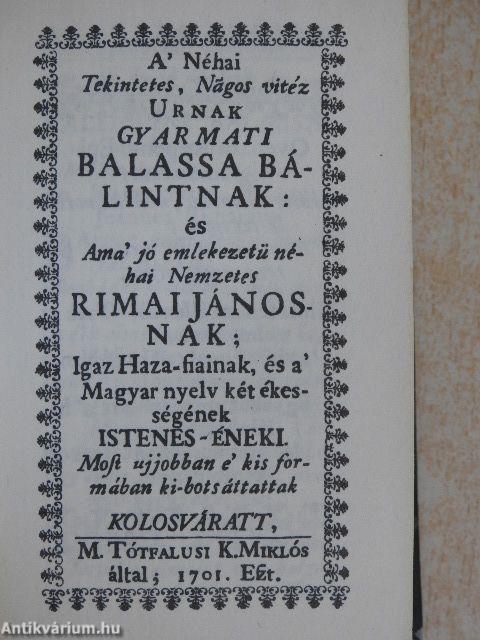 A' Néhai
Tekintetes, Nãgos vitéz
URNAK
GYARMATI
BALASSA BÁ-
LINTNAK:
és
Ama' jó emlekezetü né-
hai Nemzetes
RIMAI JÁNOS-
NAK;
Igaz Haza-fiainak, és a'
Magyar nyelv két ékes-
ségének
ISTENES-ÉNEKI.
Moſt ujjobban e' kis for-
mában ki-botsáttattak
KOLOSVÁRATT,
M. TÓTFALUSI K. MIKLÓS
által; 1701. Eſzt.
Antikvárium.hu